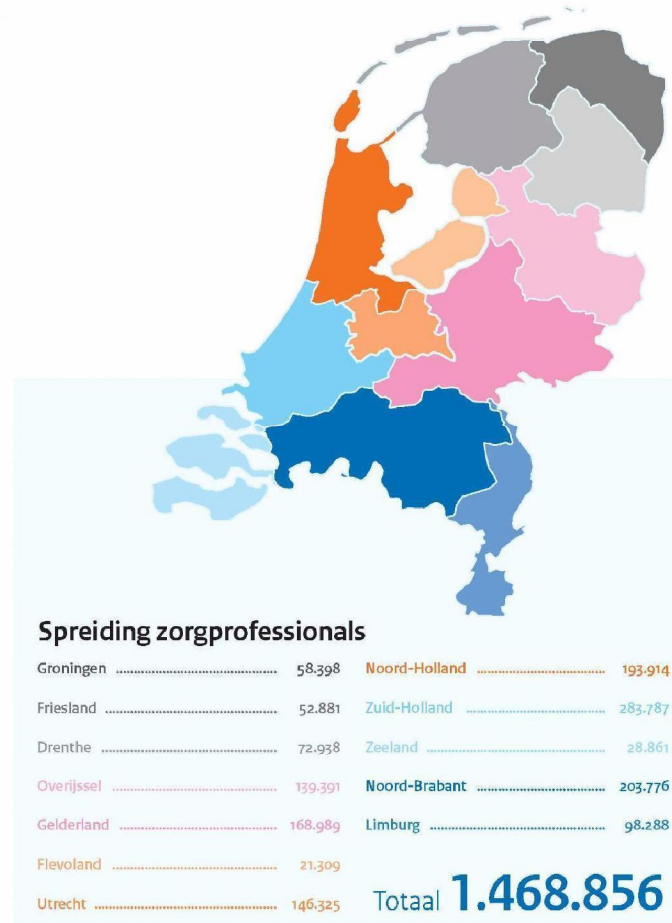 Spreiding zorgprofessionals
Groningen 58.398
Friesland 52.881
Drenthe 72.938
Overijssel 139.391
Gelderland 168.989
Flevoland 21.309
Utrecht 146.325
Noord-Holland 193.914
Zuid-Holland 283.787
Zeeland 28.861
Noord-Brabant 203.776
Limburg 98.288
Totaal 1.468.856